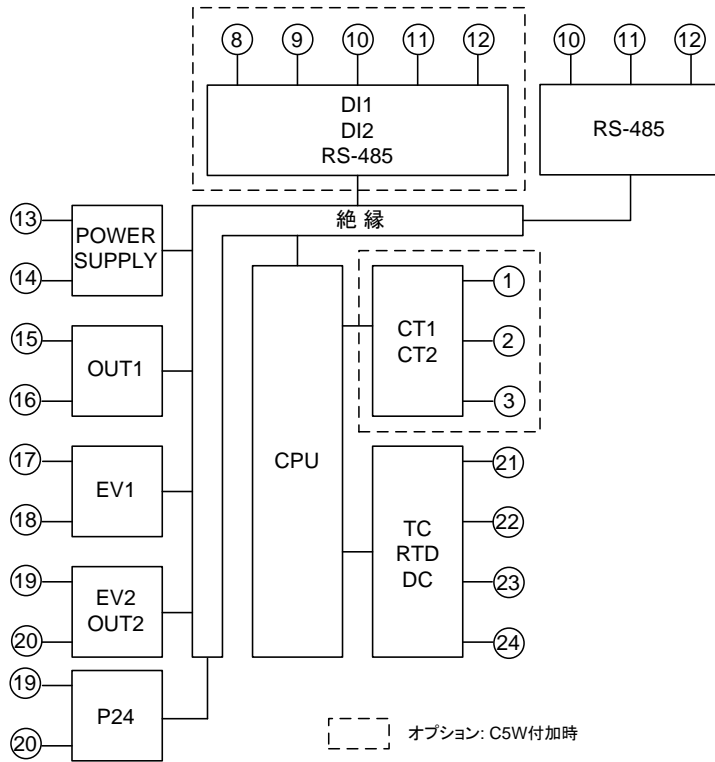 ⑧ ⑨ ⑩ ⑪ ⑫
DI1
DI2
RS-485
⑩ ⑪ ⑫
RS-485
絶縁
⑬
⑭
POWER
SUPPLY
⑮
⑯
OUT1
⑰
⑱
EV1
⑲
⑳
EV2
OUT2
⑲
⑳
P24
CPU
CT1
CT2
①
②
③
TC
RTD
DC
㉑
㉒
㉓
㉔
オプション: C5W付加時